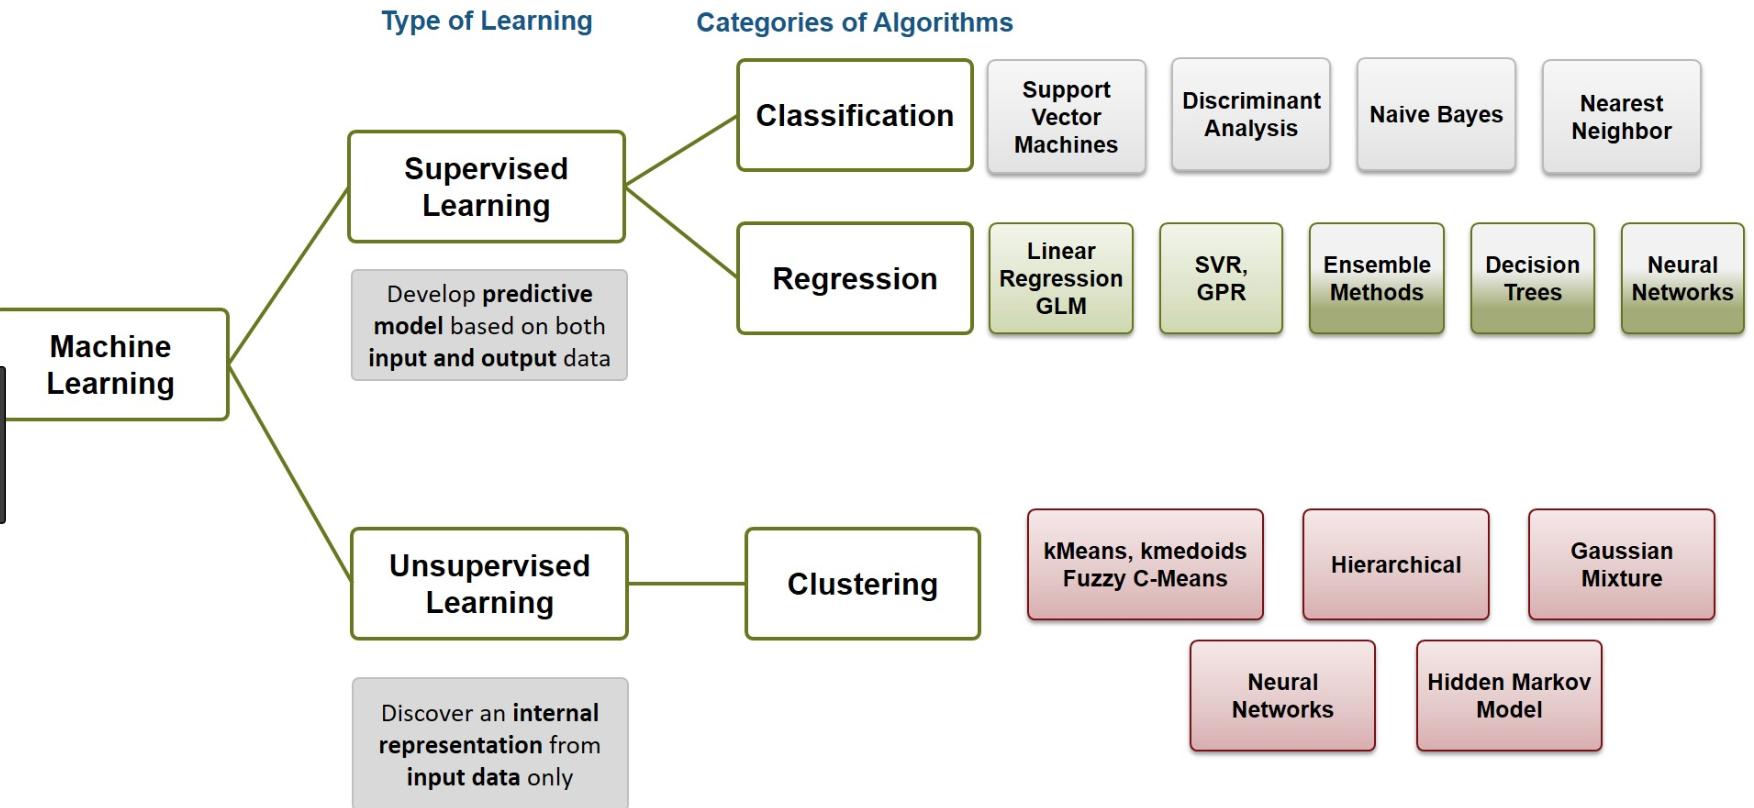 Type of Learning
Categories of Algorithms
Machine
Learning
Supervised
Learning
Develop predictive
model based on both
input and output data
Classification
Support
Vector
Machines
Discriminant
Analysis
Naive Bayes
Nearest
Neighbor
Regression
Linear
Regression
GLM
SVR,
GPR
Ensemble
Methods
Decision
Trees
Neural
Networks
Unsupervised
Learning
Discover an internal
representation from
input data only
Clustering
kMeans, kmedoids
Fuzzy C-Means
Hierarchical
Gaussian
Mixture
Neural
Networks
Hidden Markov
Model